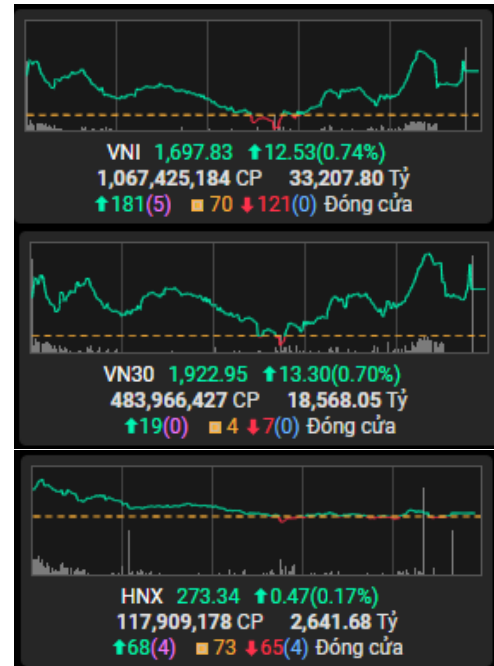 VNI 1,697.83 ⬆12.53(0.74%)
1,067,425,184 CP 33,207.80 Tỷ
⬆181(5) ■ 70 ⬇121(0) Đóng cửa
VN30 1,922.95 ⬆13.30(0.70%)
483,966,427 CP 18,568.05 Tỷ
⬆19(0) ■ 4 ⬇7(0) Đóng cửa
HNX 273.34 ⬆0.47(0.17%)
117,909,178 CP 2,641.68 Tỷ
⬆68(4) ■ 73 ⬇65(4) Đóng cửa